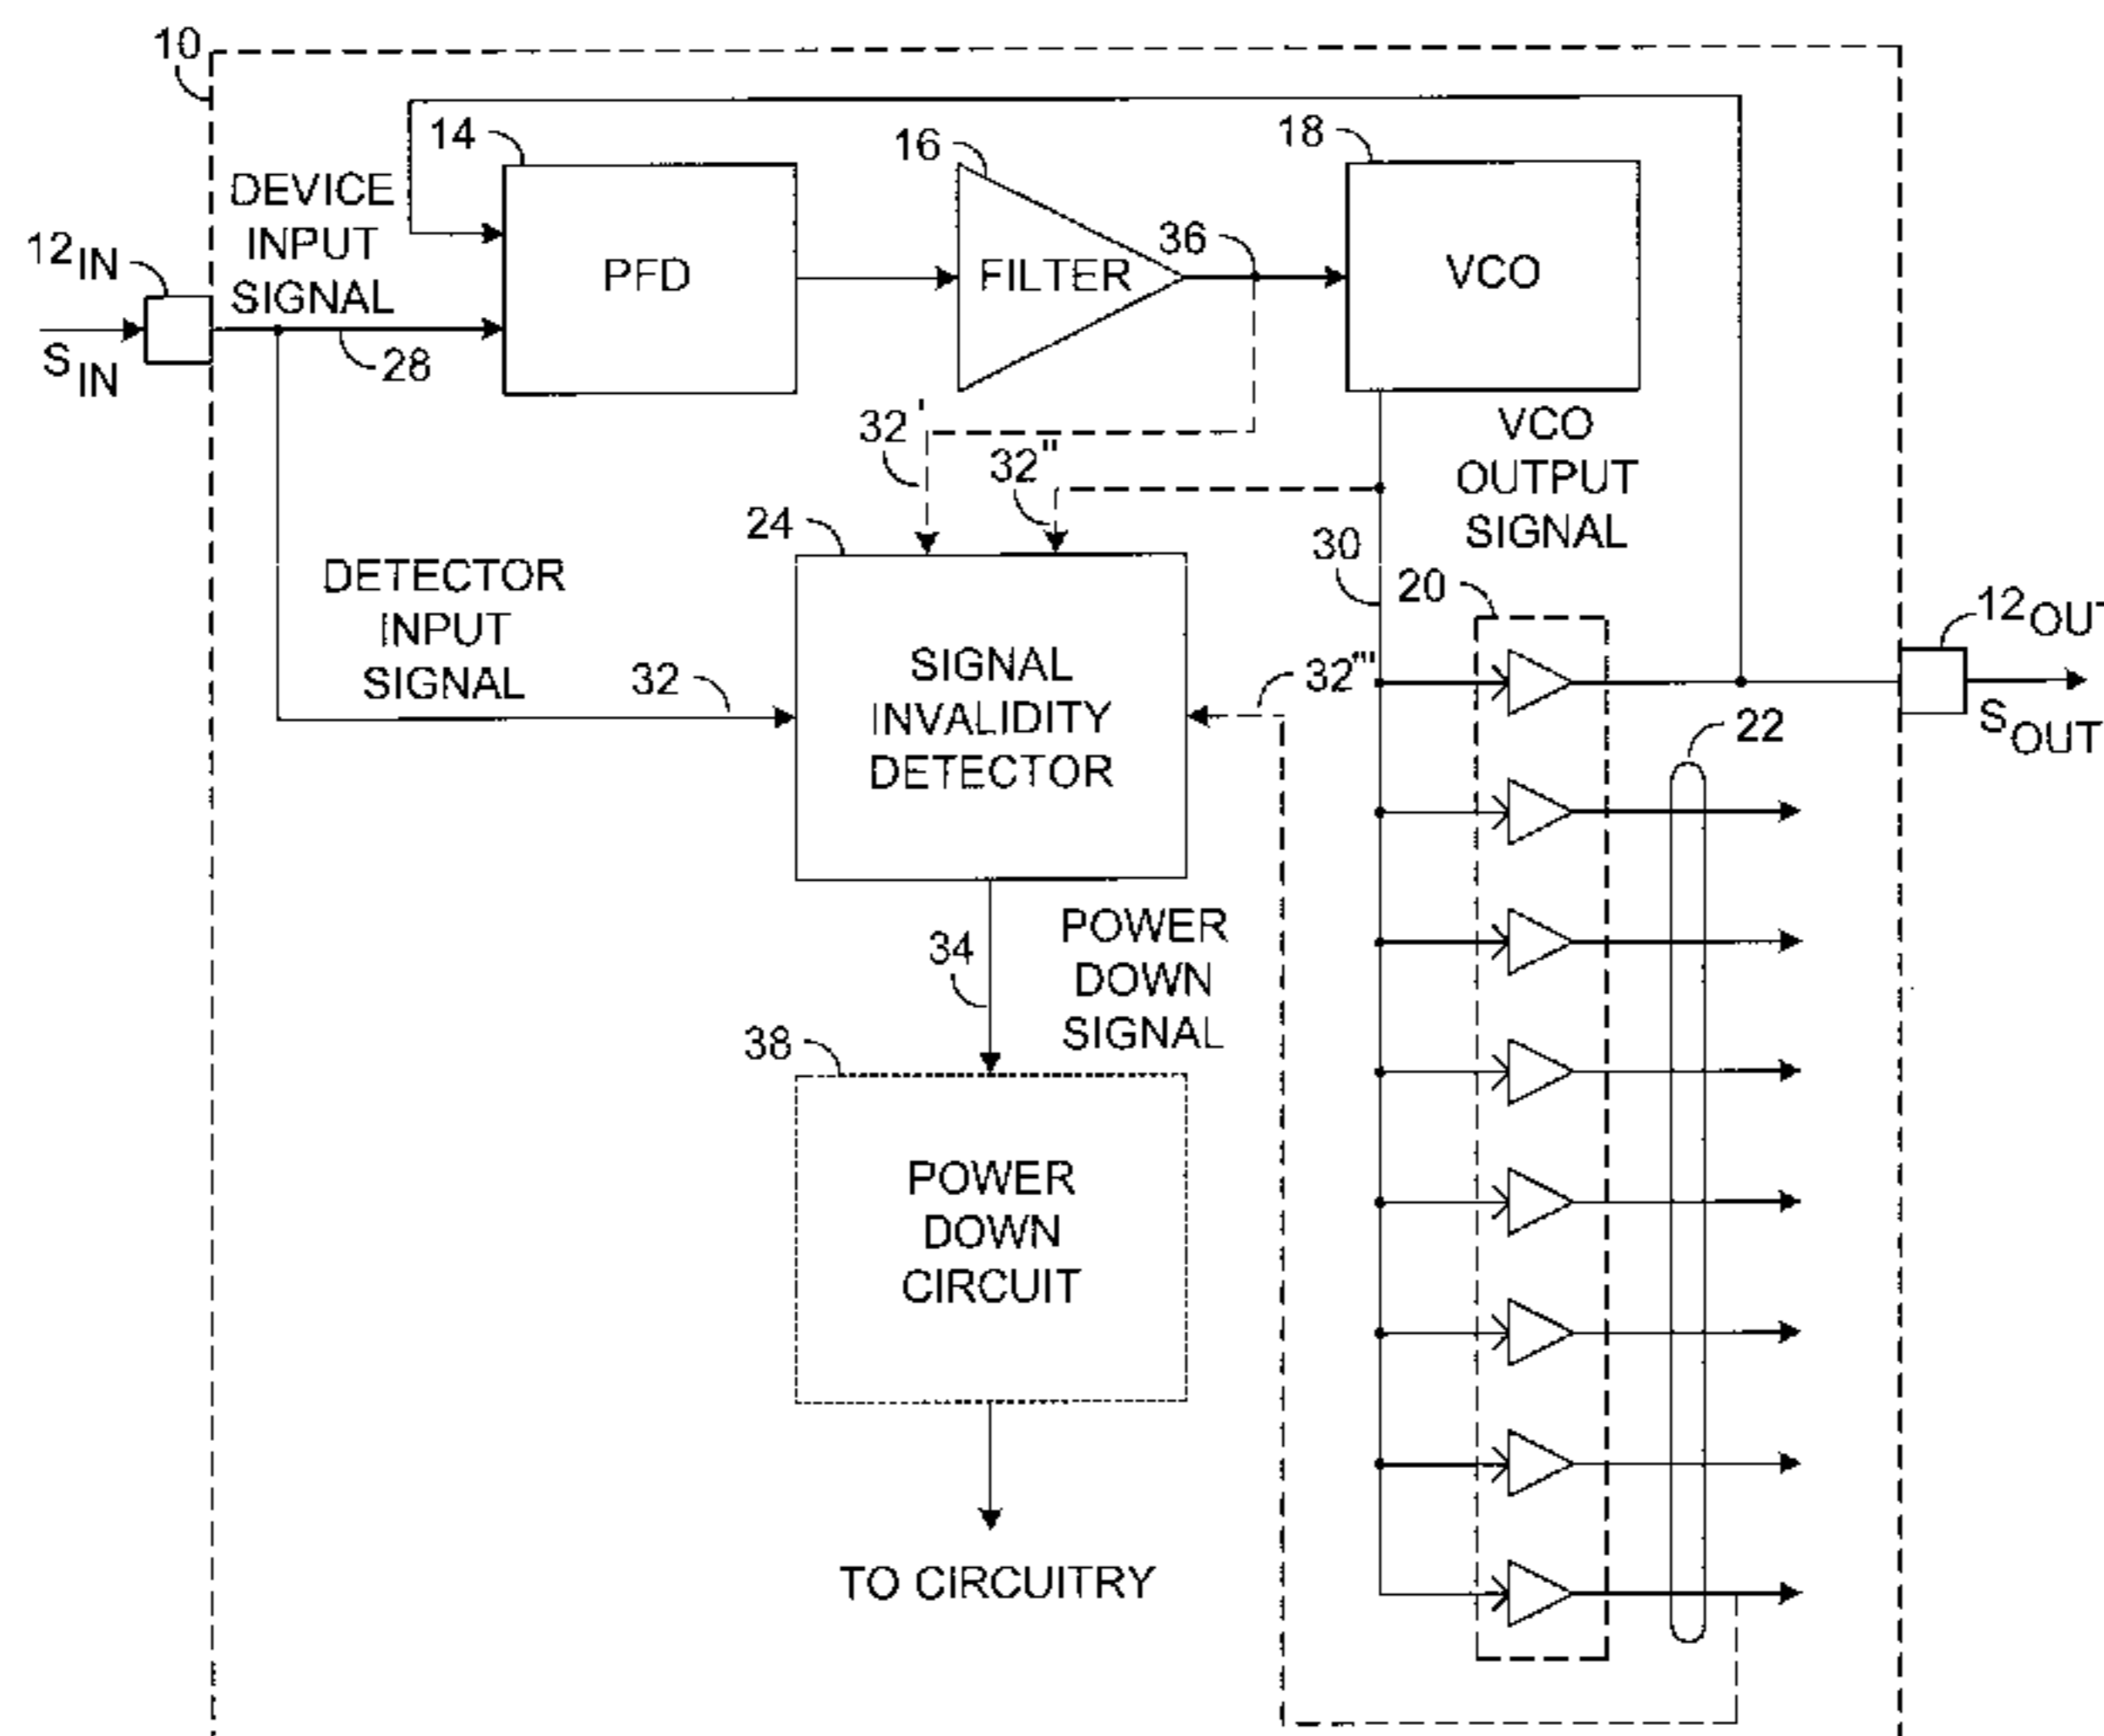 10
14
16
18
DEVICE
INPUT
SIGNAL
12IN
SIN
28
PFD
FILTER
36
VCO
32'
32"
VCO
OUTPUT
SIGNAL
24
30
20
12OUT
SOUT
DETECTOR
INPUT
SIGNAL
32
SIGNAL
INVALIDITY
DETECTOR
32'''
22
34
POWER
DOWN
SIGNAL
38
POWER
DOWN
CIRCUIT
TO CIRCUITRY